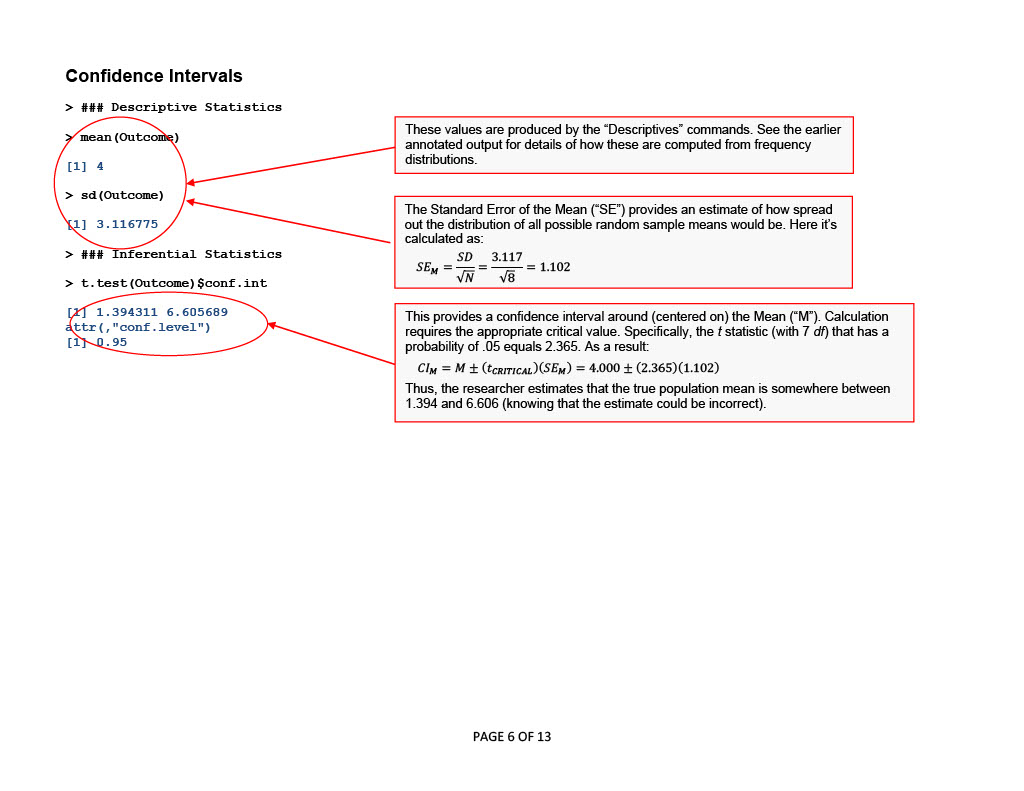 Confidence Intervals
> ### Descriptive Statistics
> mean(Outcome)
[1] 4
> sd(Outcome)
[1] 3.116775
> ### Inferential Statistics
> t.test(Outcome)$conf.int
[1] 1.394311 6.605689
attr(,"conf.level")
[1] 0.95
These values are produced by the “Descriptives” commands. See the earlier
annotated output for details of how these are computed from frequency
distributions.
The Standard Error of the Mean (“SE”) provides an estimate of how spread
out the distribution of all possible random sample means would be. Here it’s
calculated as:
SE_M = SD/√N = 3.117/√8 = 1.102
This provides a confidence interval around (centered on) the Mean (“M”). Calculation
requires the appropriate critical value. Specifically, the t statistic (with 7 df) that has a
probability of .05 equals 2.365. As a result:
CI_M = M ± (t_CRITICAL)(SE_M) = 4.000 ± (2.365)(1.102)
Thus, the researcher estimates that the true population mean is somewhere between
1.394 and 6.606 (knowing that the estimate could be incorrect).
PAGE 6 OF 13